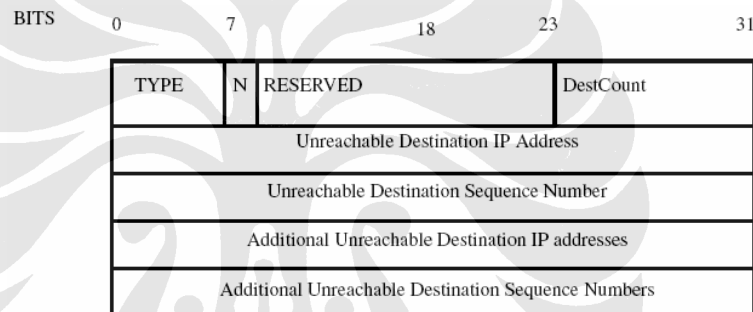 BITS 0 7 18 23 31
TYPE N RESERVED DestCount
Unreachable Destination IP Address
Unreachable Destination Sequence Number
Additional Unreachable Destination IP addresses
Additional Unreachable Destination Sequence Numbers